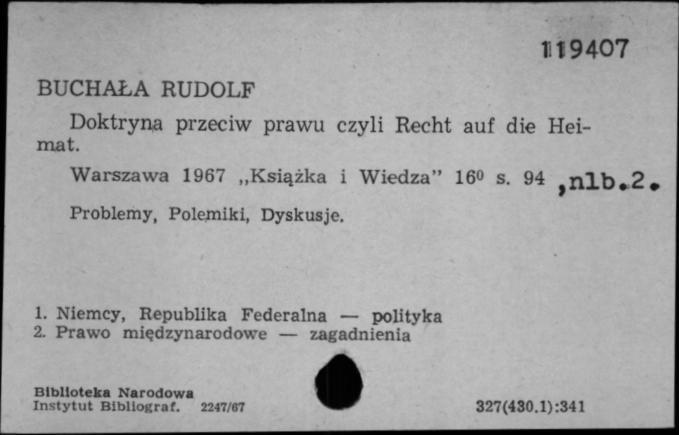 119407
BUCHAŁA RUDOLF
Doktryna przeciw prawu czyli Recht auf die Hei-
mat.
Warszawa 1967 „Książka i Wiedza” 16⁰ s. 94 ,nlb.2.
Problemy, Polemiki, Dyskusje.
1. Niemcy, Republika Federalna — polityka
2. Prawo międzynarodowe — zagadnienia
Biblioteka Narodowa
Instytut Bibliograf. 2247/67 327(430.1):341